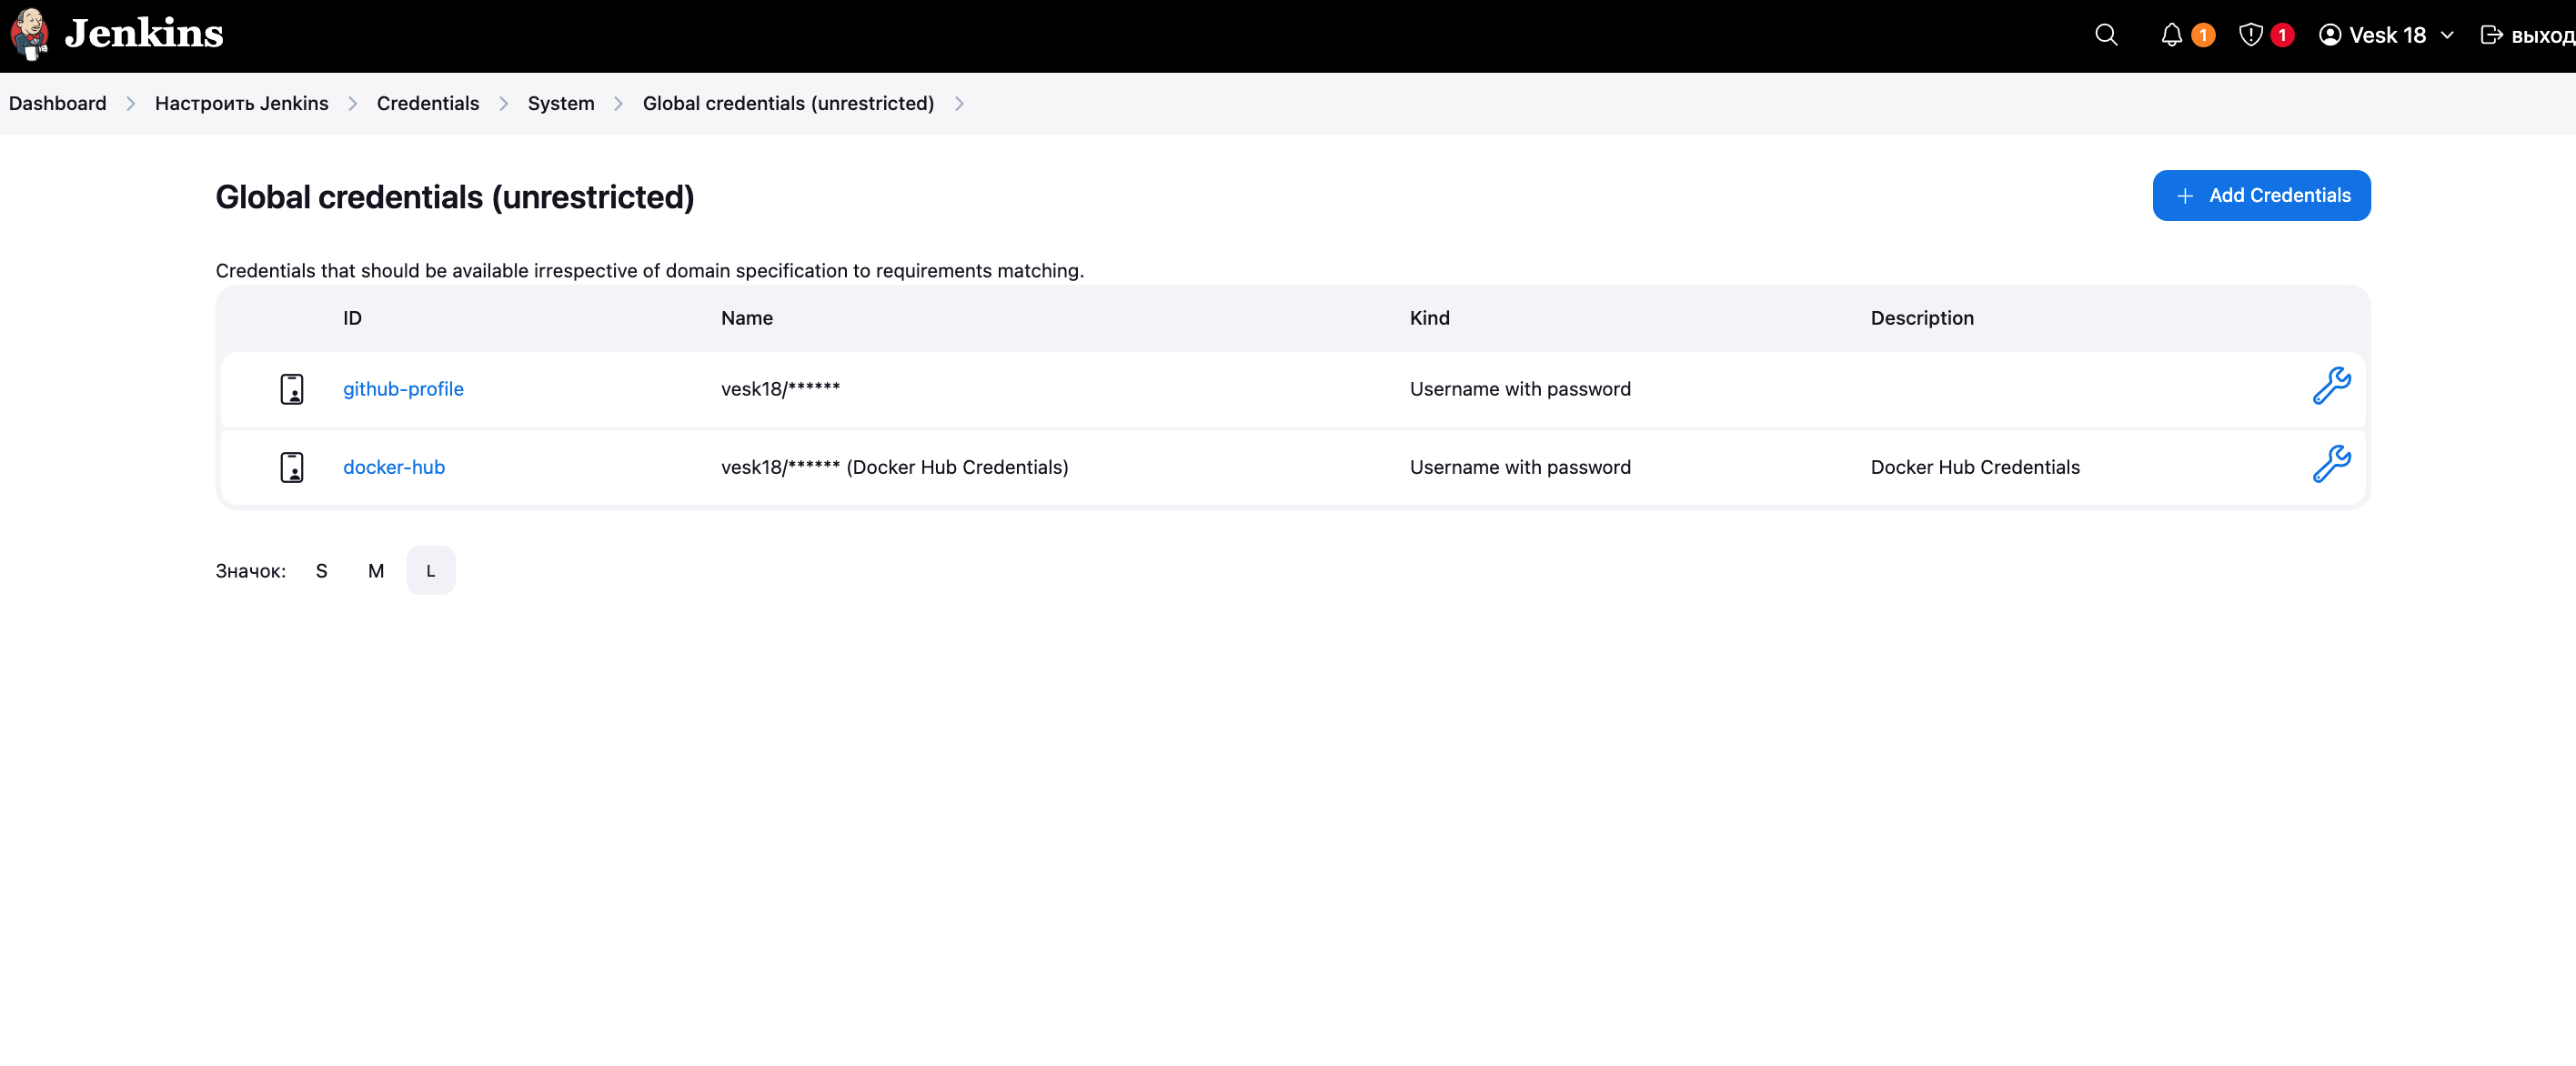 Jenkins
1
1
Vesk 18
выход
Dashboard
Настроить Jenkins
Credentials
System
Global credentials (unrestricted)
Global credentials (unrestricted)
Add Credentials
Credentials that should be available irrespective of domain specification to requirements matching.
ID Name Kind Description
github-profile vesk18/****** Username with password
docker-hub vesk18/****** (Docker Hub Credentials) Username with password Docker Hub Credentials
Значок: S M L